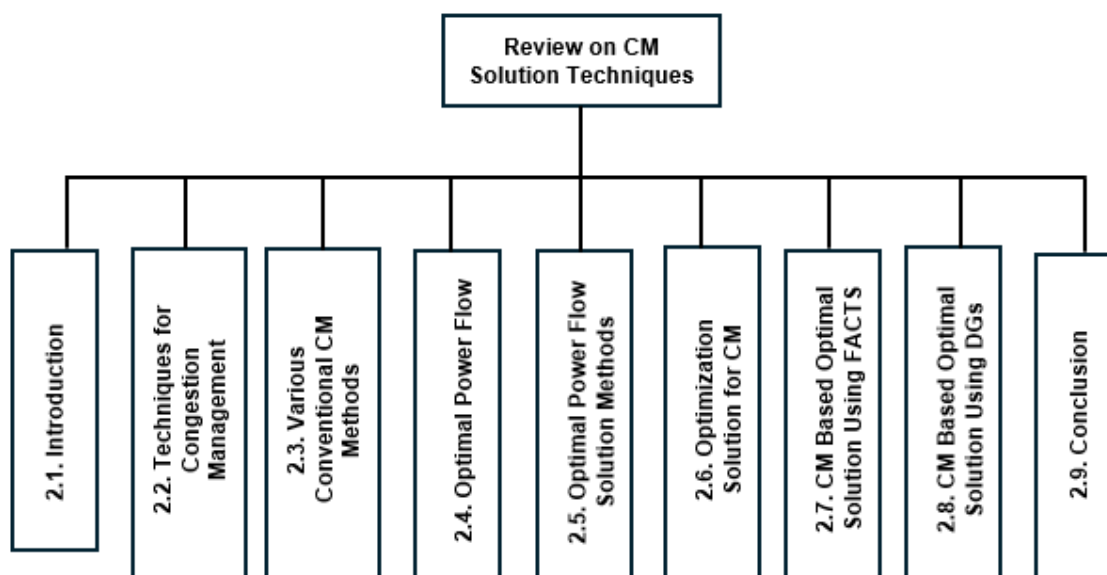 Review on CM
Solution Techniques
2.1. Introduction
2.2. Techniques for
Congestion
Management
2.3. Various
Conventional CM
Methods
2.4. Optimal Power Flow
2.5. Optimal Power Flow
Solution Methods
2.6. Optimization
Solution for CM
2.7. CM Based Optimal
Solution Using FACTS
2.8. CM Based Optimal
Solution Using DGs
2.9. Conclusion